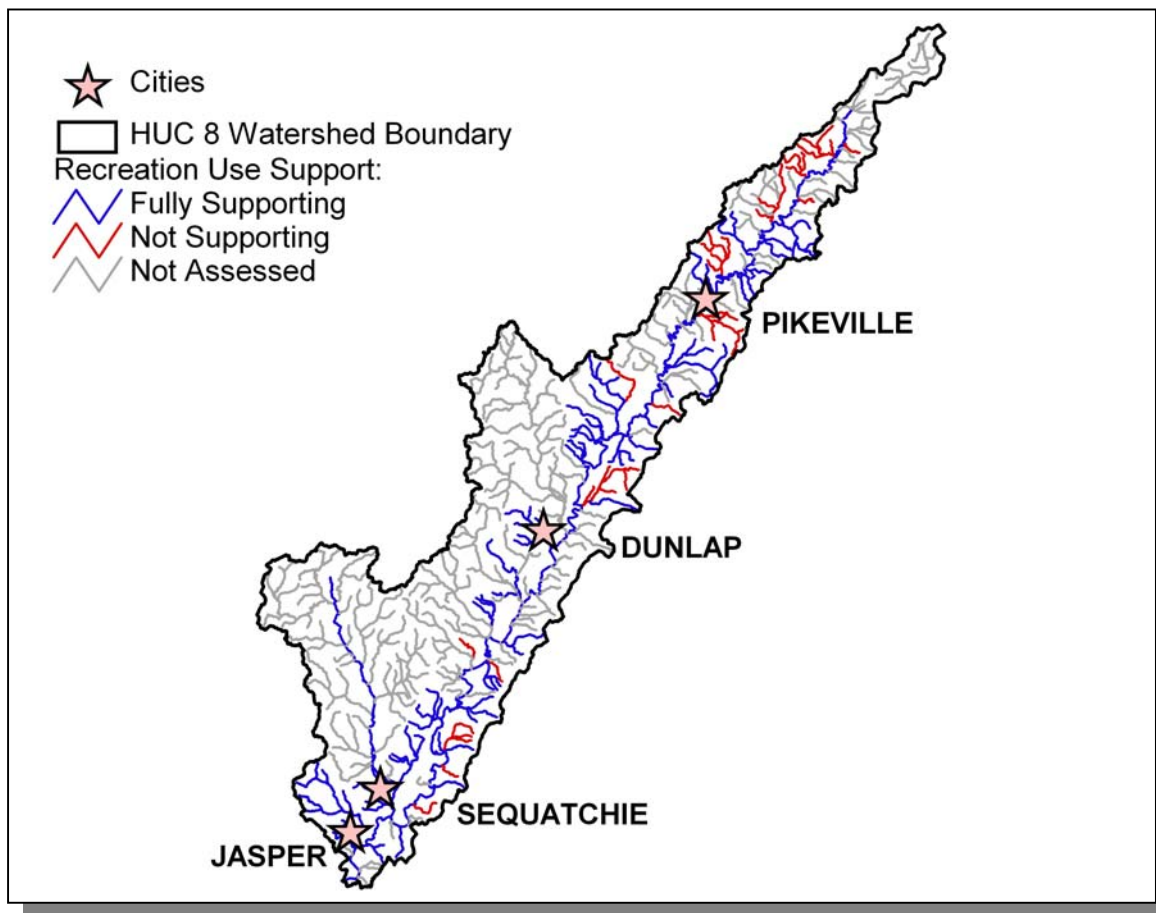 Cities
HUC 8 Watershed Boundary
Recreation Use Support:
Fully Supporting
Not Supporting
Not Assessed
PIKEVILLE
DUNLAP
SEQUATCHIE
JASPER